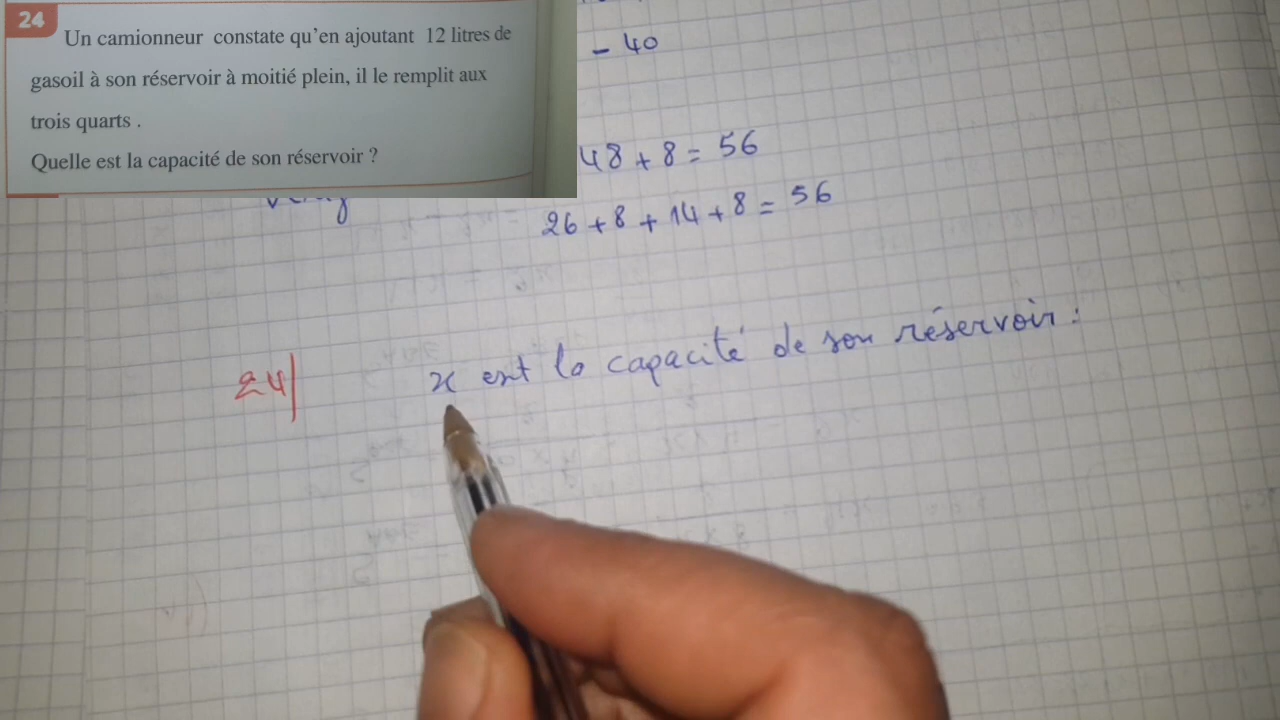 24
Un camionneur constate qu'en ajoutant 12 litres de
gasoil à son réservoir à moitié plein, il le remplit aux
trois quarts .
Quelle est la capacité de son réservoir ?
- 40
48 + 8 = 56
26 + 8 + 14 + 8 = 56
24| x est la capacité de son réservoir :